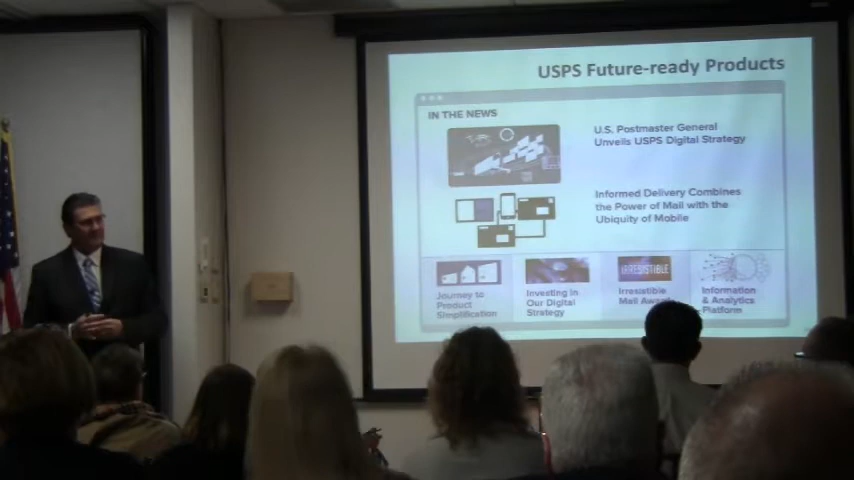 USPS Future-ready Products
IN THE NEWS
U.S. Postmaster General
Unveils USPS Digital Strategy
Informed Delivery Combines
the Power of Mail with the
Ubiquity of Mobile
IRRESISTIBLE
Journey to
Product
Simplification
Investing in
Our Digital
Strategy
Irresistible
Mail
Information
& Analytics
Platform